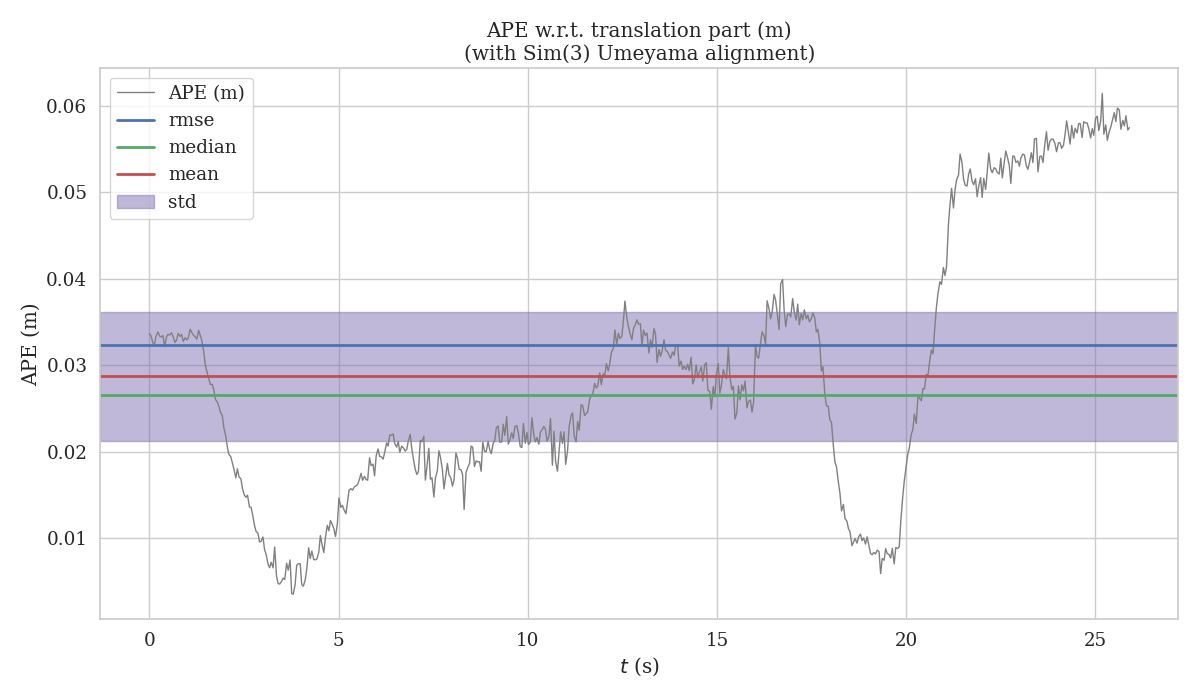 APE w.r.t. translation part (m)
(with Sim(3) Umeyama alignment)
APE (m)
rmse
median
mean
std
APE (m)
0.06
0.05
0.04
0.03
0.02
0.01
0 5 10 15 20 25
t (s)